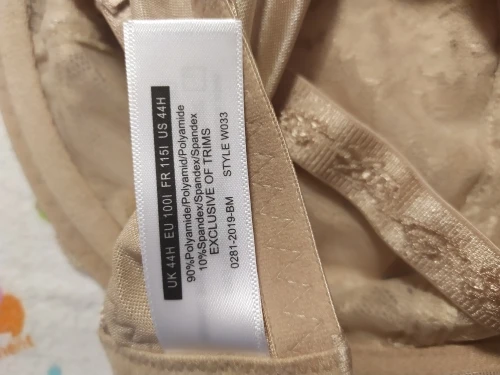 UK 44H EU 100I FR 115I US 44H
90%Polyamide/Polyamid/Polyamide
10%Spandex/Spandex/Spandex
EXCLUSIVE OF TRIMS
0281-2019-BM STYLE W033